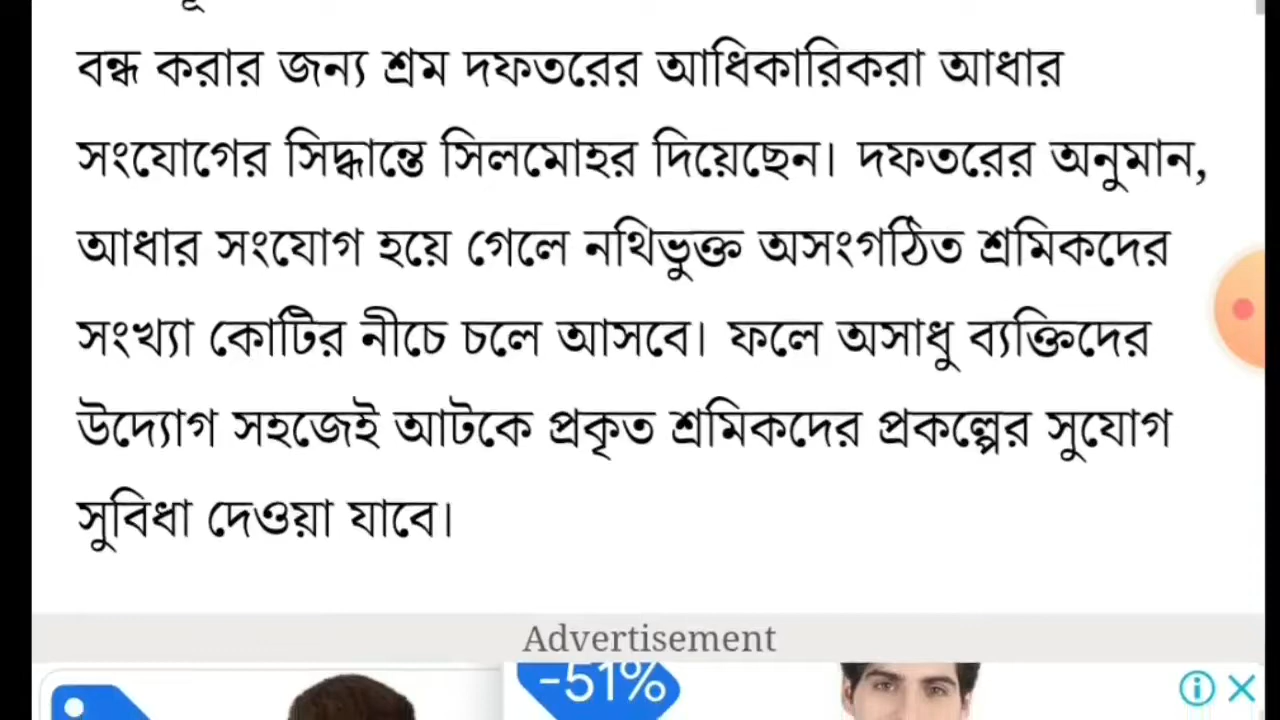 বন্ধ করার জন্য শ্রম দফতরের আধিকারিকরা আধার
সংযোগের সিদ্ধান্তে সিলমোহর দিয়েছেন। দফতরের অনুমান,
আধার সংযোগ হয়ে গেলে নথিভুক্ত অসংগঠিত শ্রমিকদের
সংখ্যা কোটির নীচে চলে আসবে। ফলে অসাধু ব্যক্তিদের
উদ্যোগ সহজেই আটকে প্রকৃত শ্রমিকদের প্রকল্পের সুযোগ
সুবিধা দেওয়া যাবে।
Advertisement
-51%